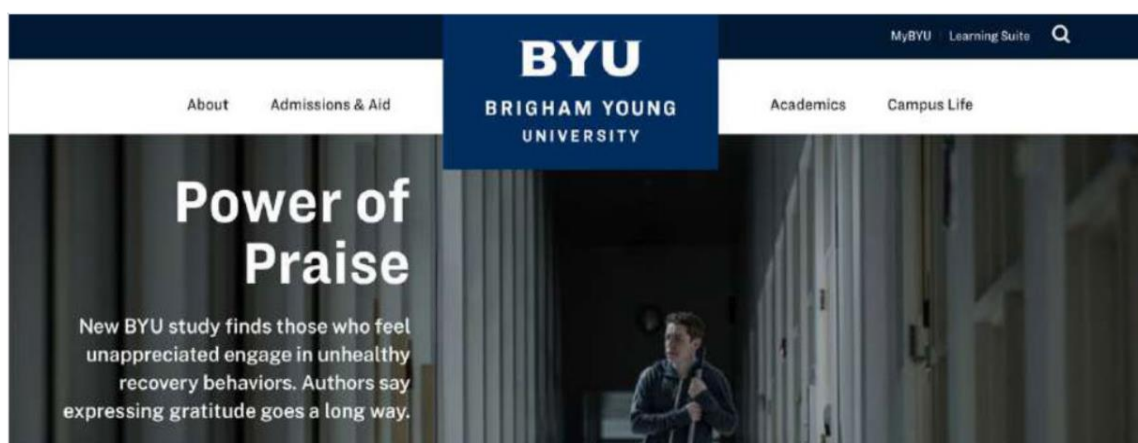 MyBYU | Learning Suite
BYU
BRIGHAM YOUNG
UNIVERSITY
About Admissions & Aid Academics Campus Life
Power of
Praise
New BYU study finds those who feel
unappreciated engage in unhealthy
recovery behaviors. Authors say
expressing gratitude goes a long way.